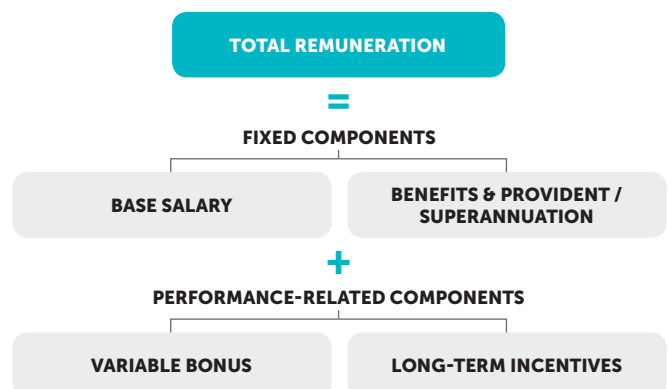 TOTAL REMUNERATION
=
FIXED COMPONENTS
BASE SALARY
BENEFITS & PROVIDENT /
SUPERANNUATION
+
PERFORMANCE-RELATED COMPONENTS
VARIABLE BONUS
LONG-TERM INCENTIVES